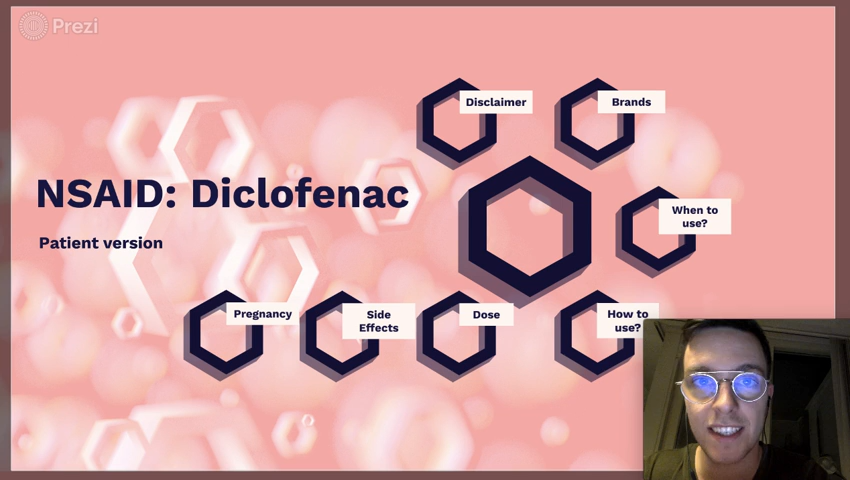 Prezi
Disclaimer
Brands
NSAID: Diclofenac
Patient version
When to
use?
Pregnancy
Side
Effects
Dose
How to
use?